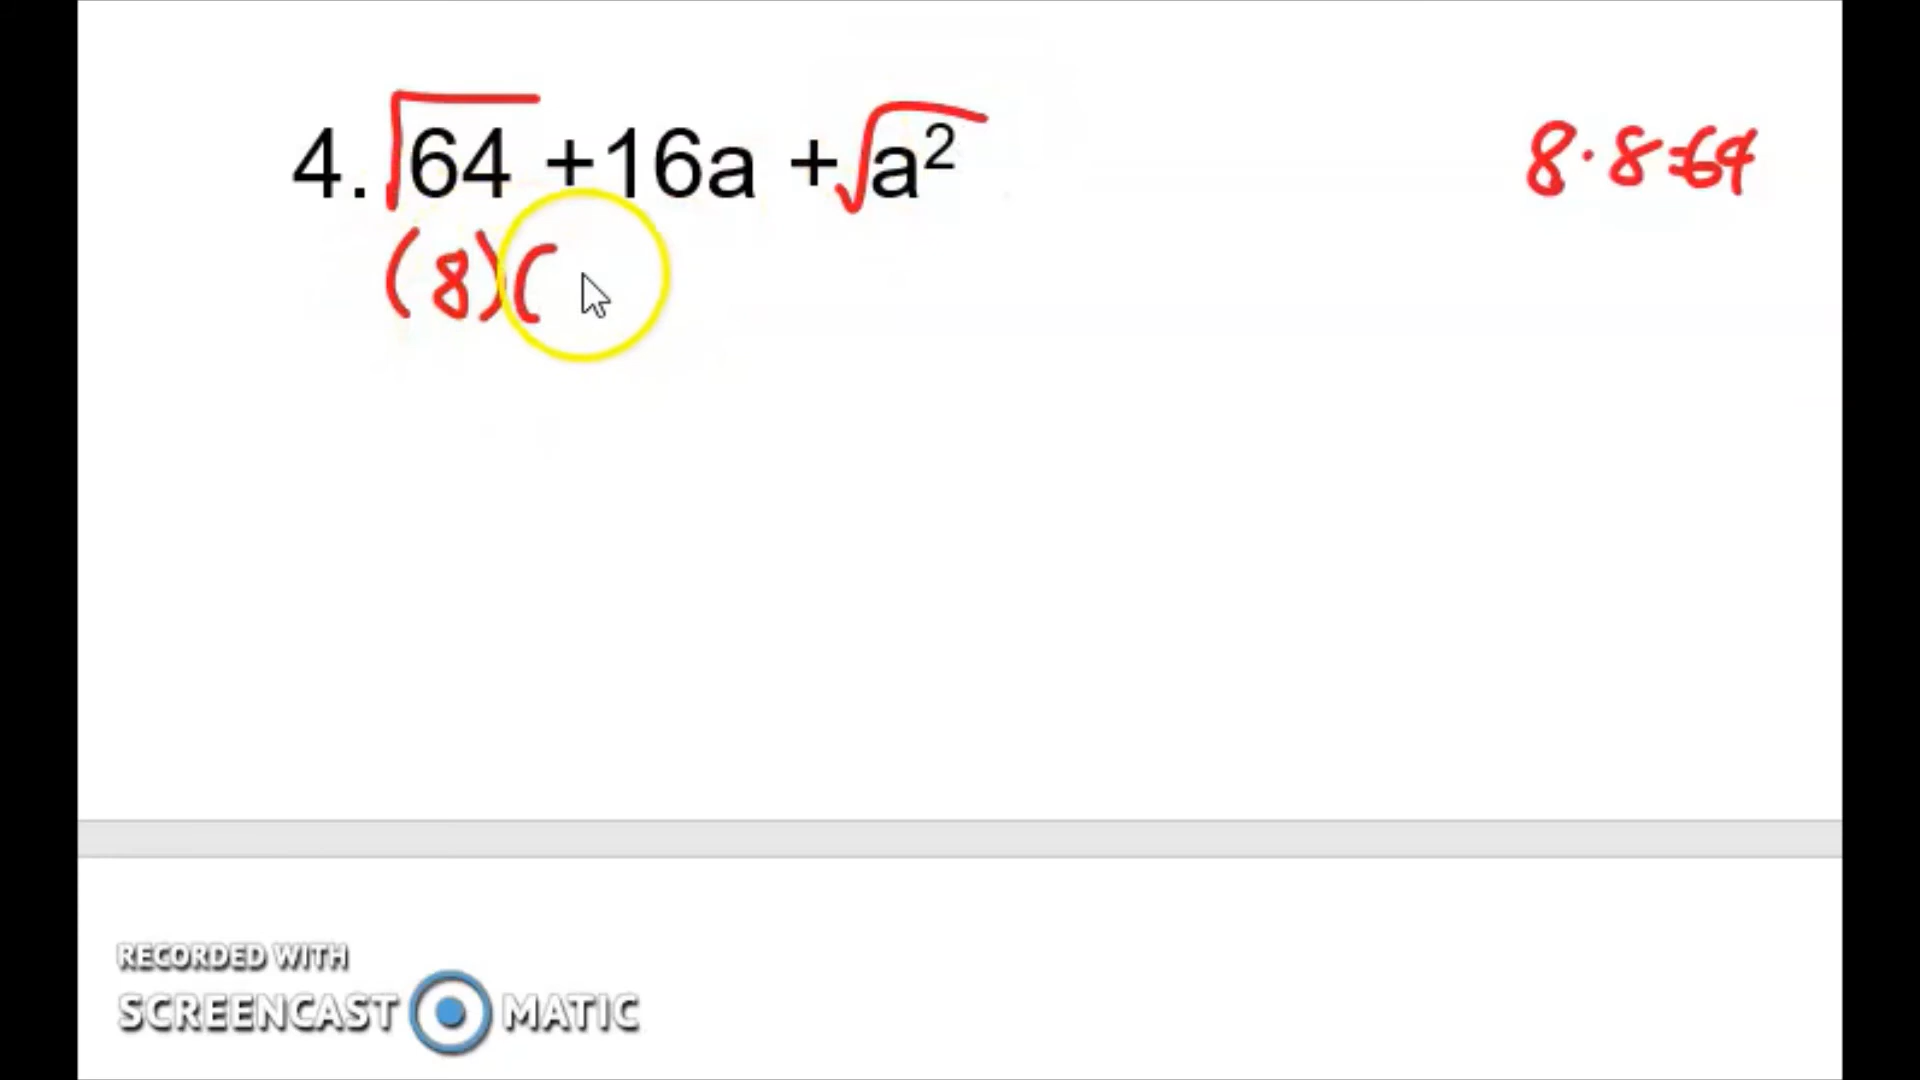 4. √64 +16a +√a²
8·8=64
(8)(
RECORDED WITH
SCREENCAST MATIC